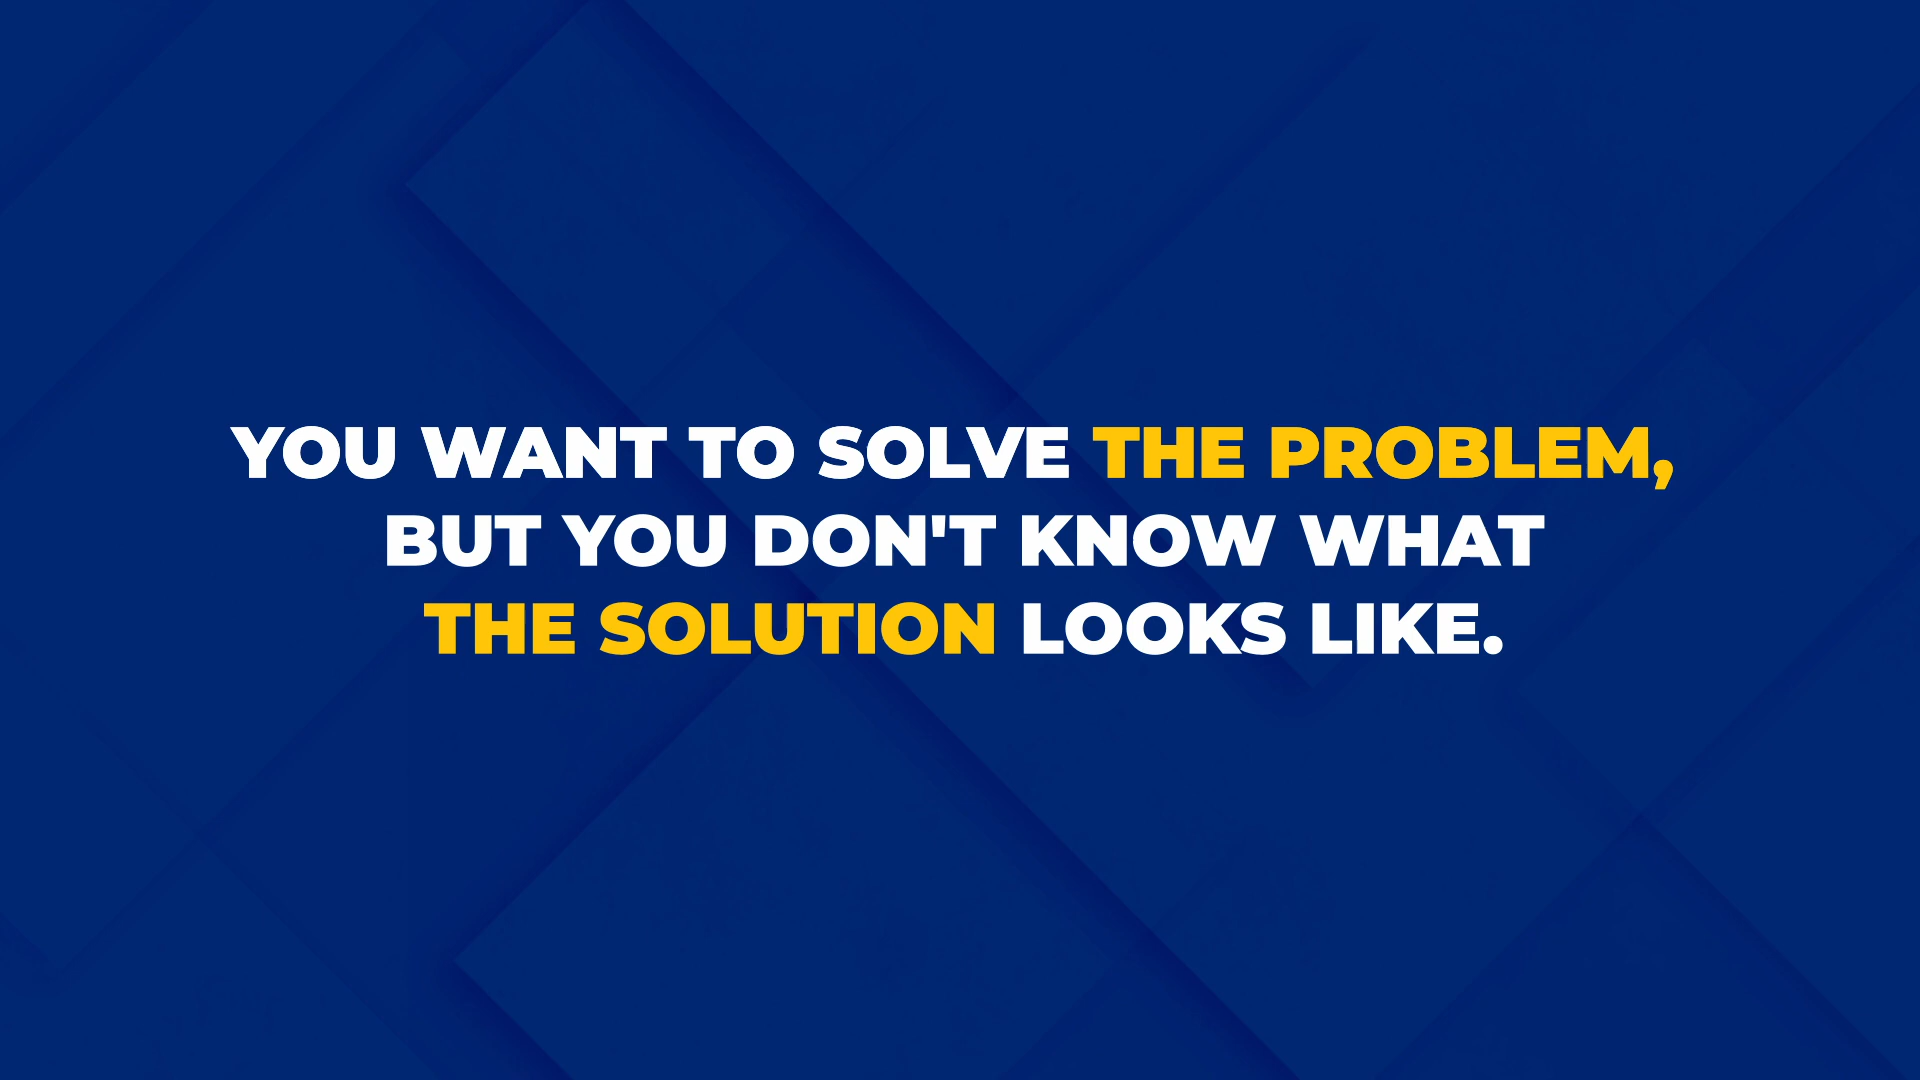 YOU WANT TO SOLVE THE PROBLEM,
BUT YOU DON'T KNOW WHAT
THE SOLUTION LOOKS LIKE.